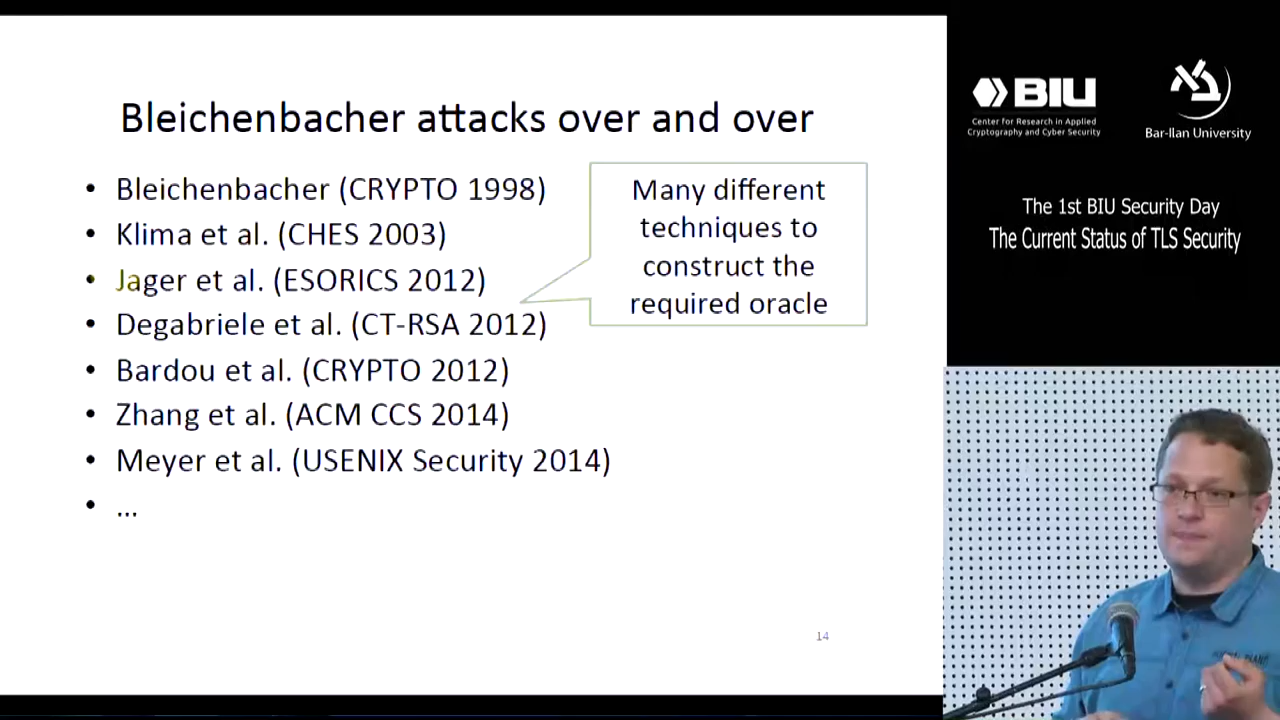 Bleichenbacher attacks over and over
• Bleichenbacher (CRYPTO 1998)
• Klima et al. (CHES 2003)
• Jager et al. (ESORICS 2012)
• Degabriele et al. (CT-RSA 2012)
• Bardou et al. (CRYPTO 2012)
• Zhang et al. (ACM CCS 2014)
• Meyer et al. (USENIX Security 2014)
• ...
Many different
techniques to
construct the
required oracle
14
BIU
Center for Research in Applied
Cryptography and Cyber Security
Bar-Ilan University
The 1st BIU Security Day
The Current Status of TLS Security